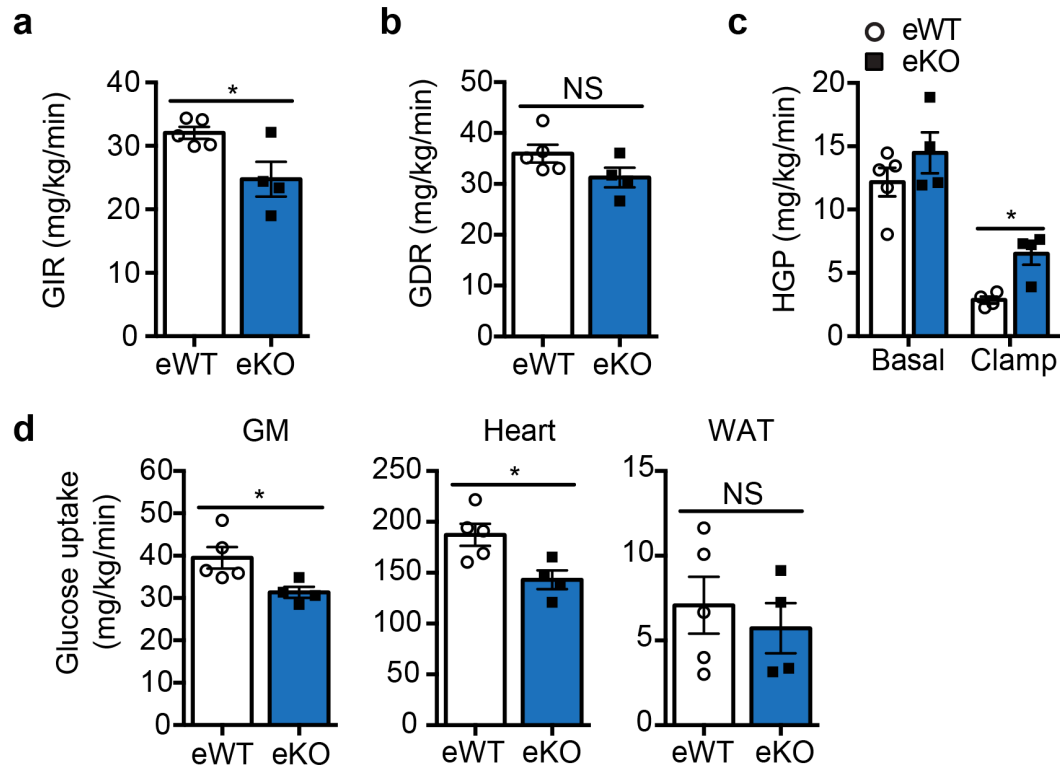 a
GIR (mg/kg/min)
40
30
20
10
0
*
eWT
eKO
b
GDR (mg/kg/min)
50
40
30
20
10
0
NS
eWT
eKO
c
eWT
eKO
HGP (mg/kg/min)
20
15
10
5
0
*
Basal
Clamp
d
Glucose uptake
(mg/kg/min)
GM
60
50
40
30
20
10
0
*
eWT
eKO
Heart
250
200
150
100
50
0
*
eWT
eKO
WAT
15
10
5
0
NS
eWT
eKO